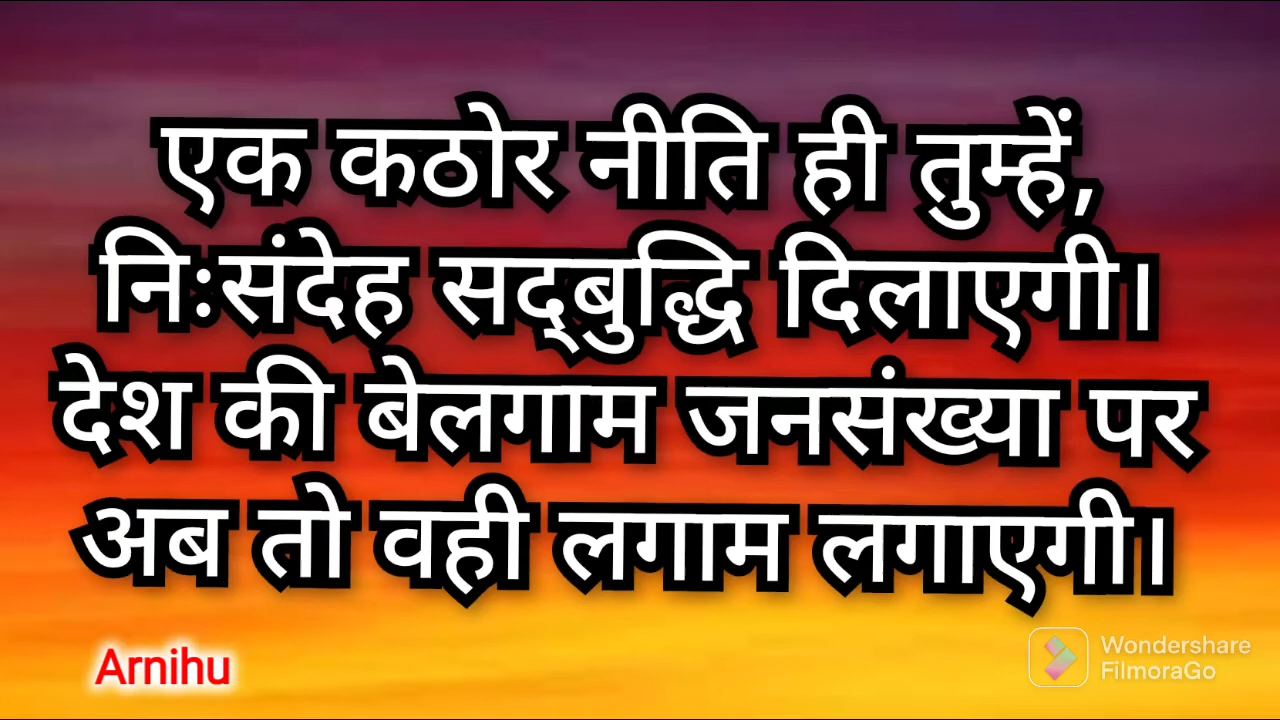 एक कठोर नीति ही तुम्हें,
निःसंदेह सद्‌बुद्धि दिलाएगी।
देश की बेलगाम जनसंख्या पर
अब तो वही लगाम लगाएगी।
Arnihu
Wondershare
FilmoraGo